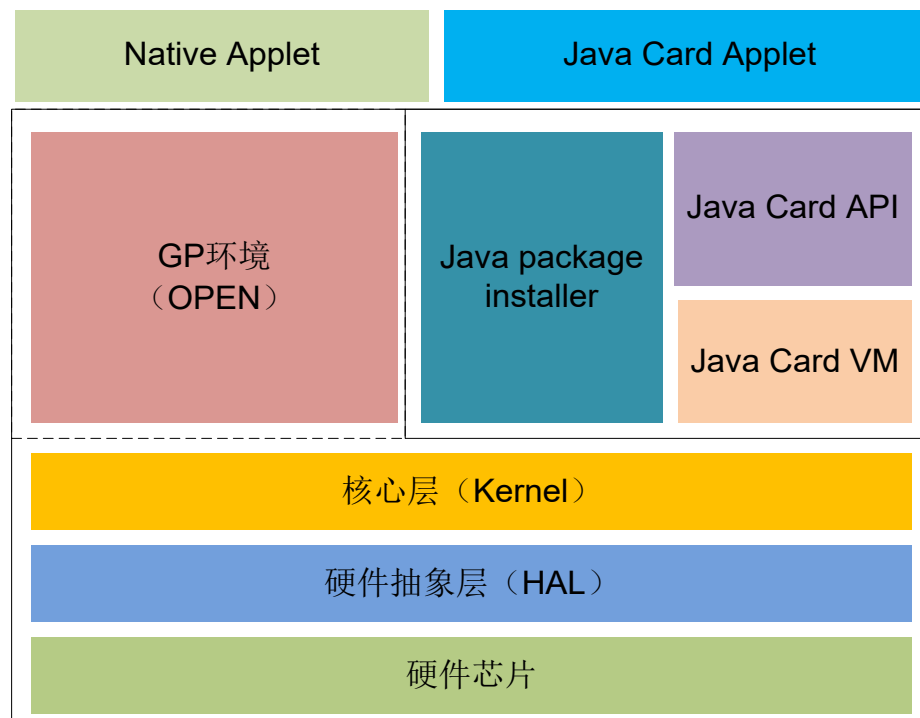 Native Applet
Java Card Applet
GP环境
（OPEN）
Java package
installer
Java Card API
Java Card VM
核心层（Kernel）
硬件抽象层（HAL）
硬件芯片